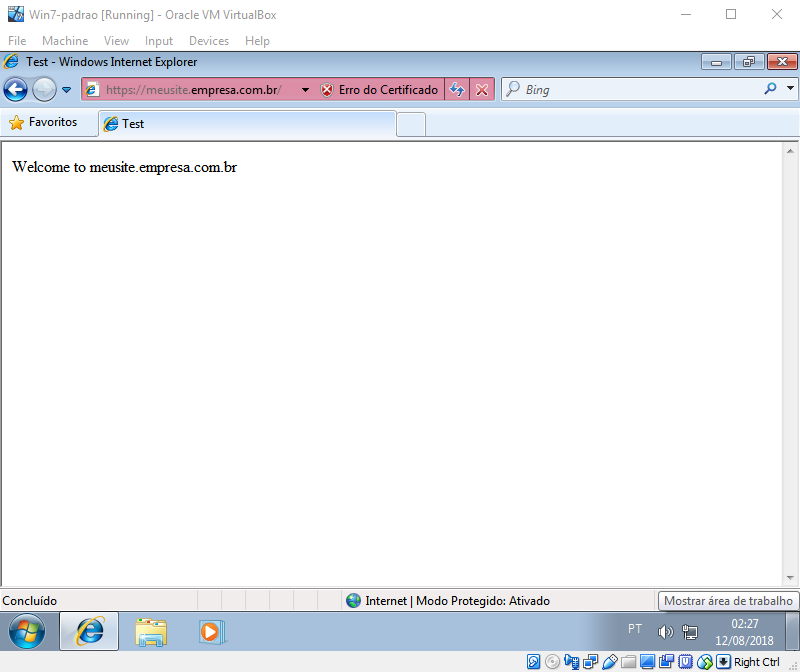 Win7-padrao [Running] - Oracle VM VirtualBox
File Machine View Input Devices Help
Test - Windows Internet Explorer
https://meusite.empresa.com.br/ Erro do Certificado Bing
Favoritos Test
Welcome to meusite.empresa.com.br
Concluído Internet | Modo Protegido: Ativado Mostrar área de trabalho
PT 02:27
12/08/2018
Right Ctrl